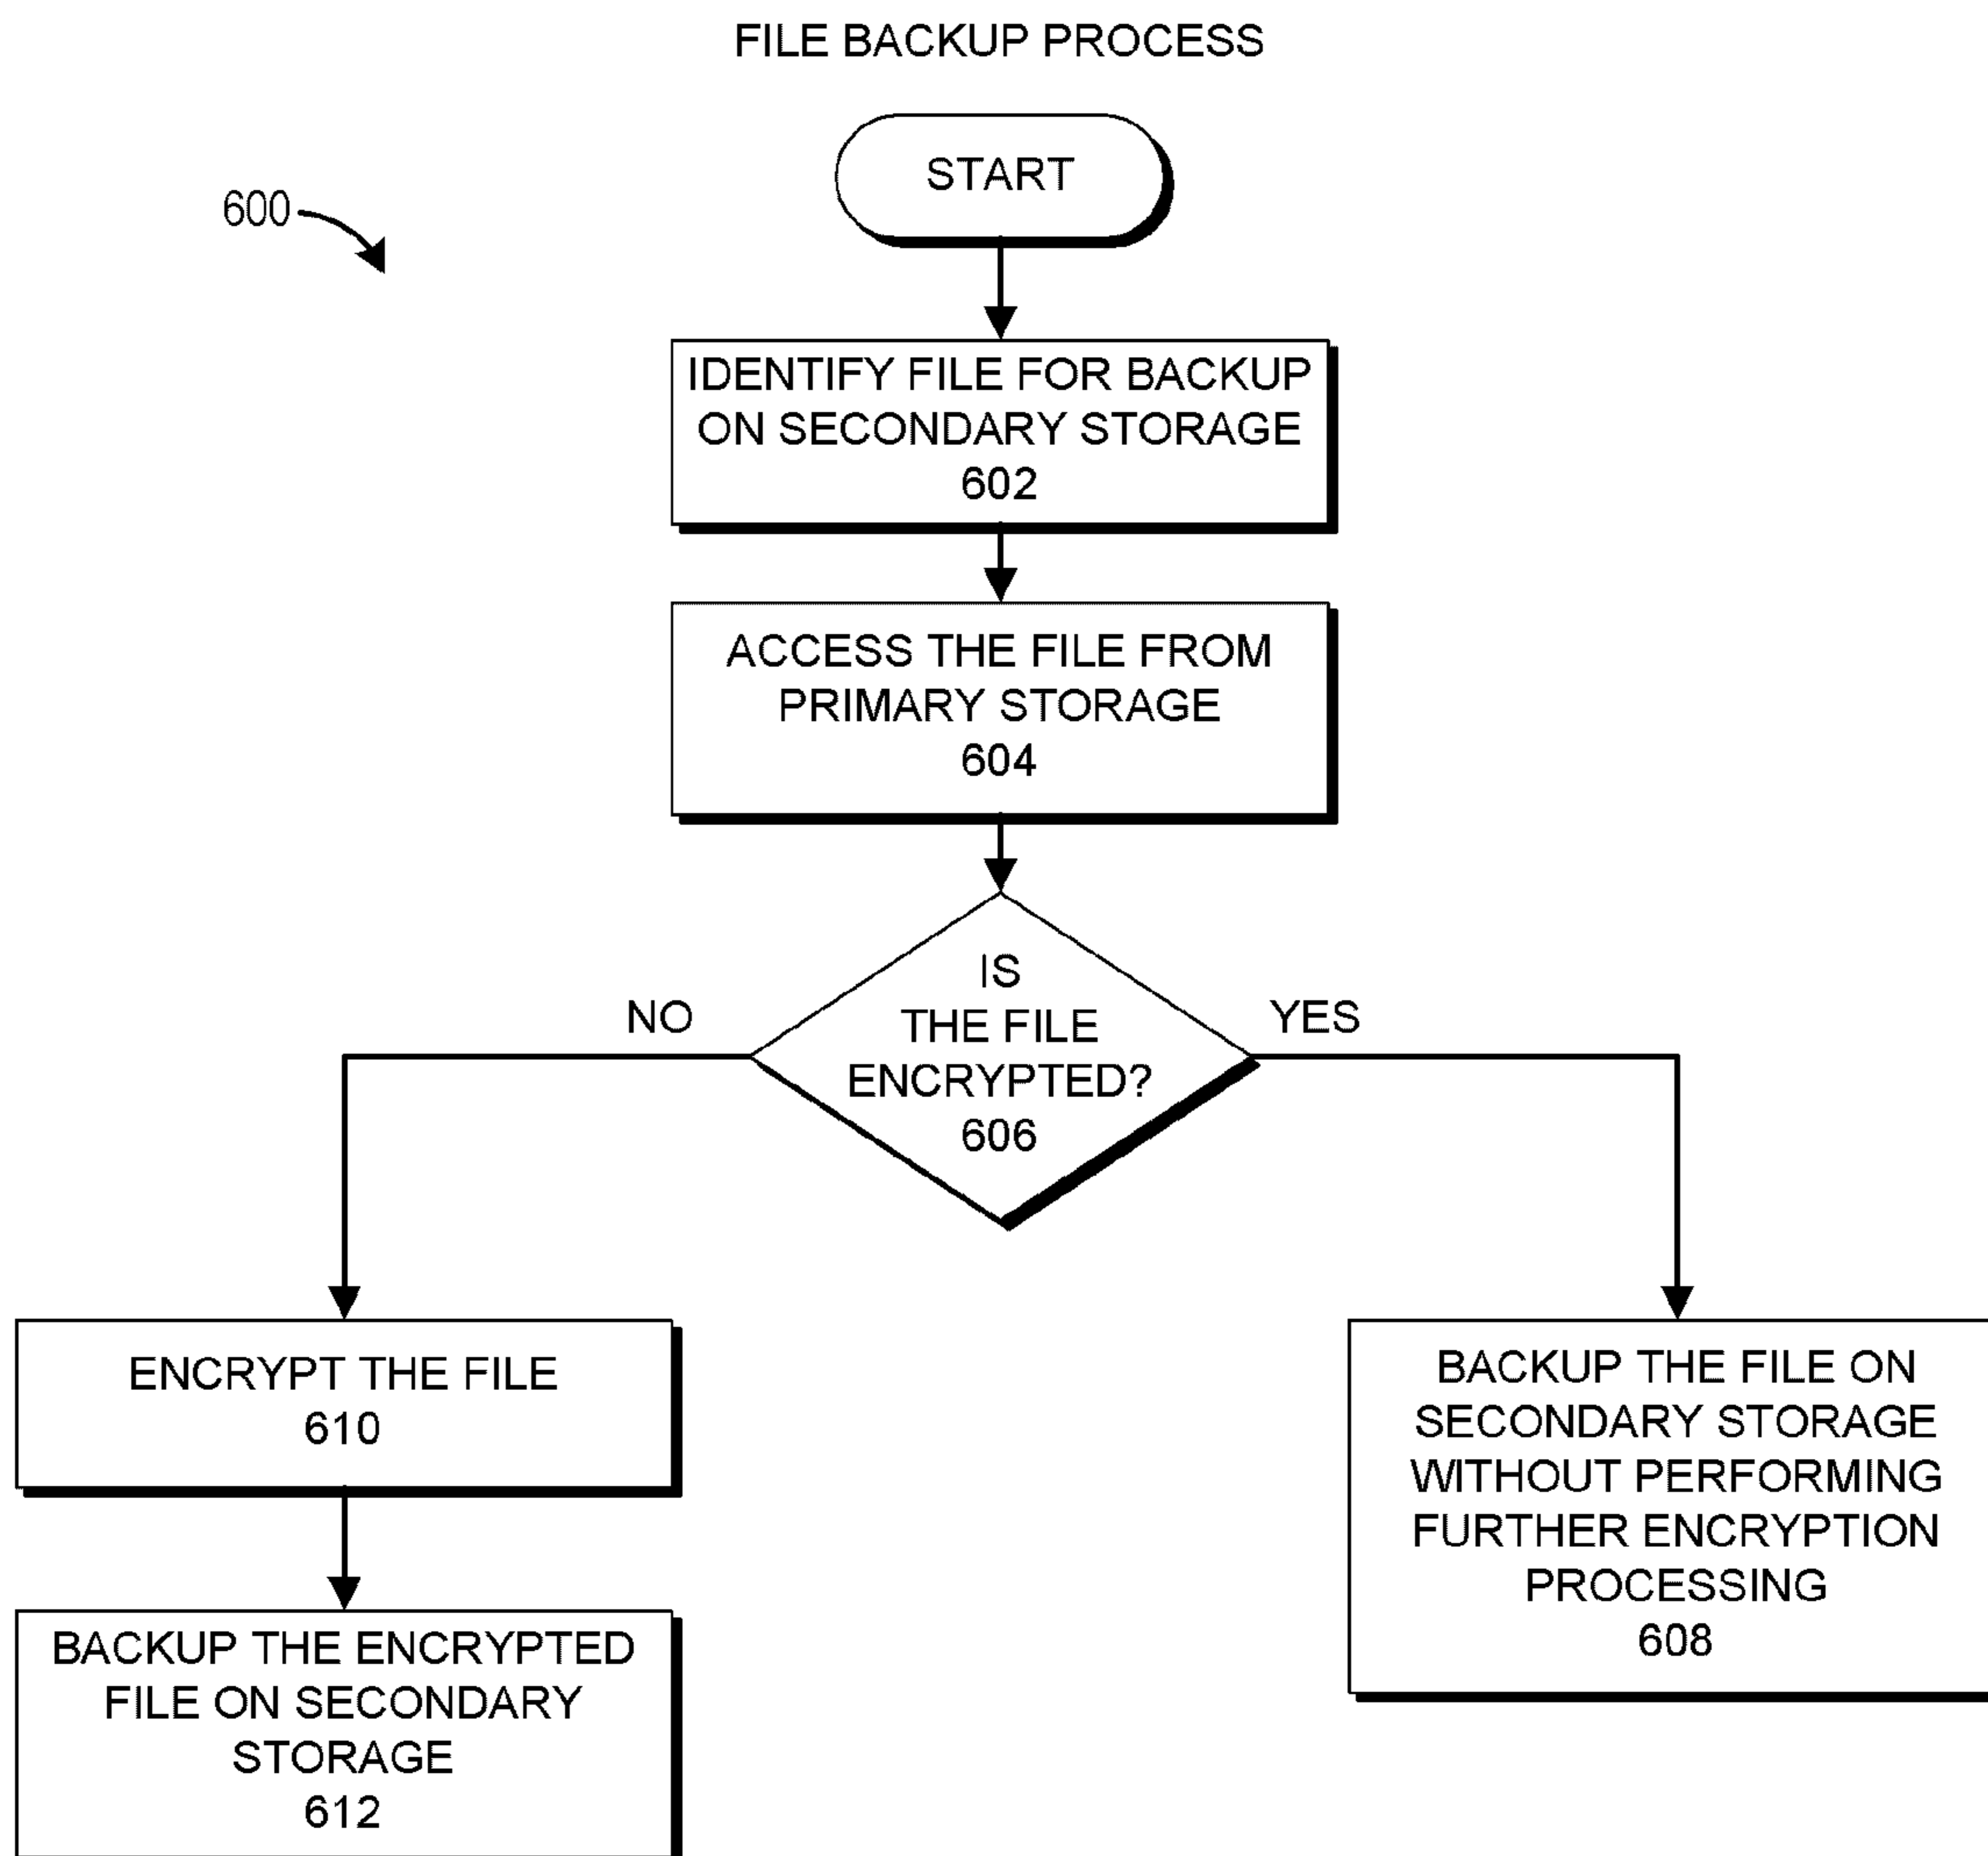 FILE BACKUP PROCESS
START
600
IDENTIFY FILE FOR BACKUP
ON SECONDARY STORAGE
602
ACCESS THE FILE FROM
PRIMARY STORAGE
604
IS
THE FILE
ENCRYPTED?
606
NO
YES
ENCRYPT THE FILE
610
BACKUP THE ENCRYPTED
FILE ON SECONDARY
STORAGE
612
BACKUP THE FILE ON
SECONDARY STORAGE
WITHOUT PERFORMING
FURTHER ENCRYPTION
PROCESSING
608